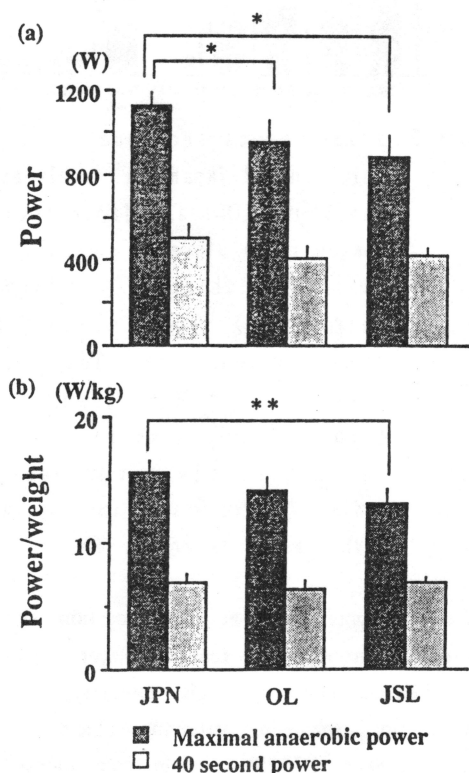 (a)
(W)
*
*
1200
800
400
0
Power
(b) (W/kg)
**
20
10
0
Power/weight
JPN OL JSL
Maximal anaerobic power
40 second power